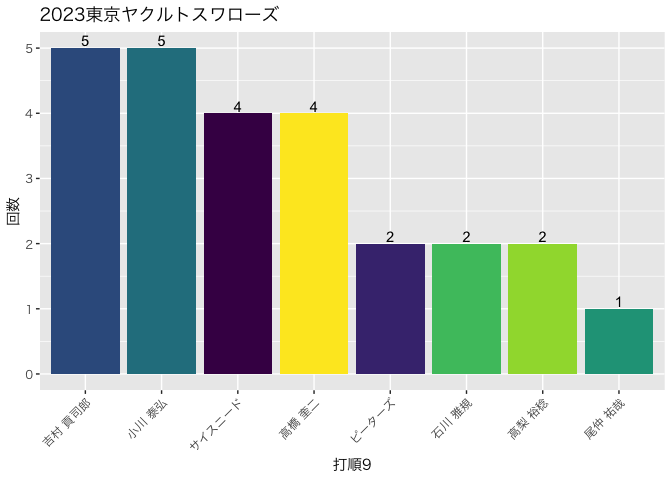 2023東京ヤクルトスワローズ
回数
5
4
3
2
1
0
5
5
4
4
2
2
2
1
吉村 貢司郎
小川 泰弘
サイスニード
高橋 奎二
ピーターズ
石川 雅規
高梨 裕稔
尾仲 祐哉
打順9